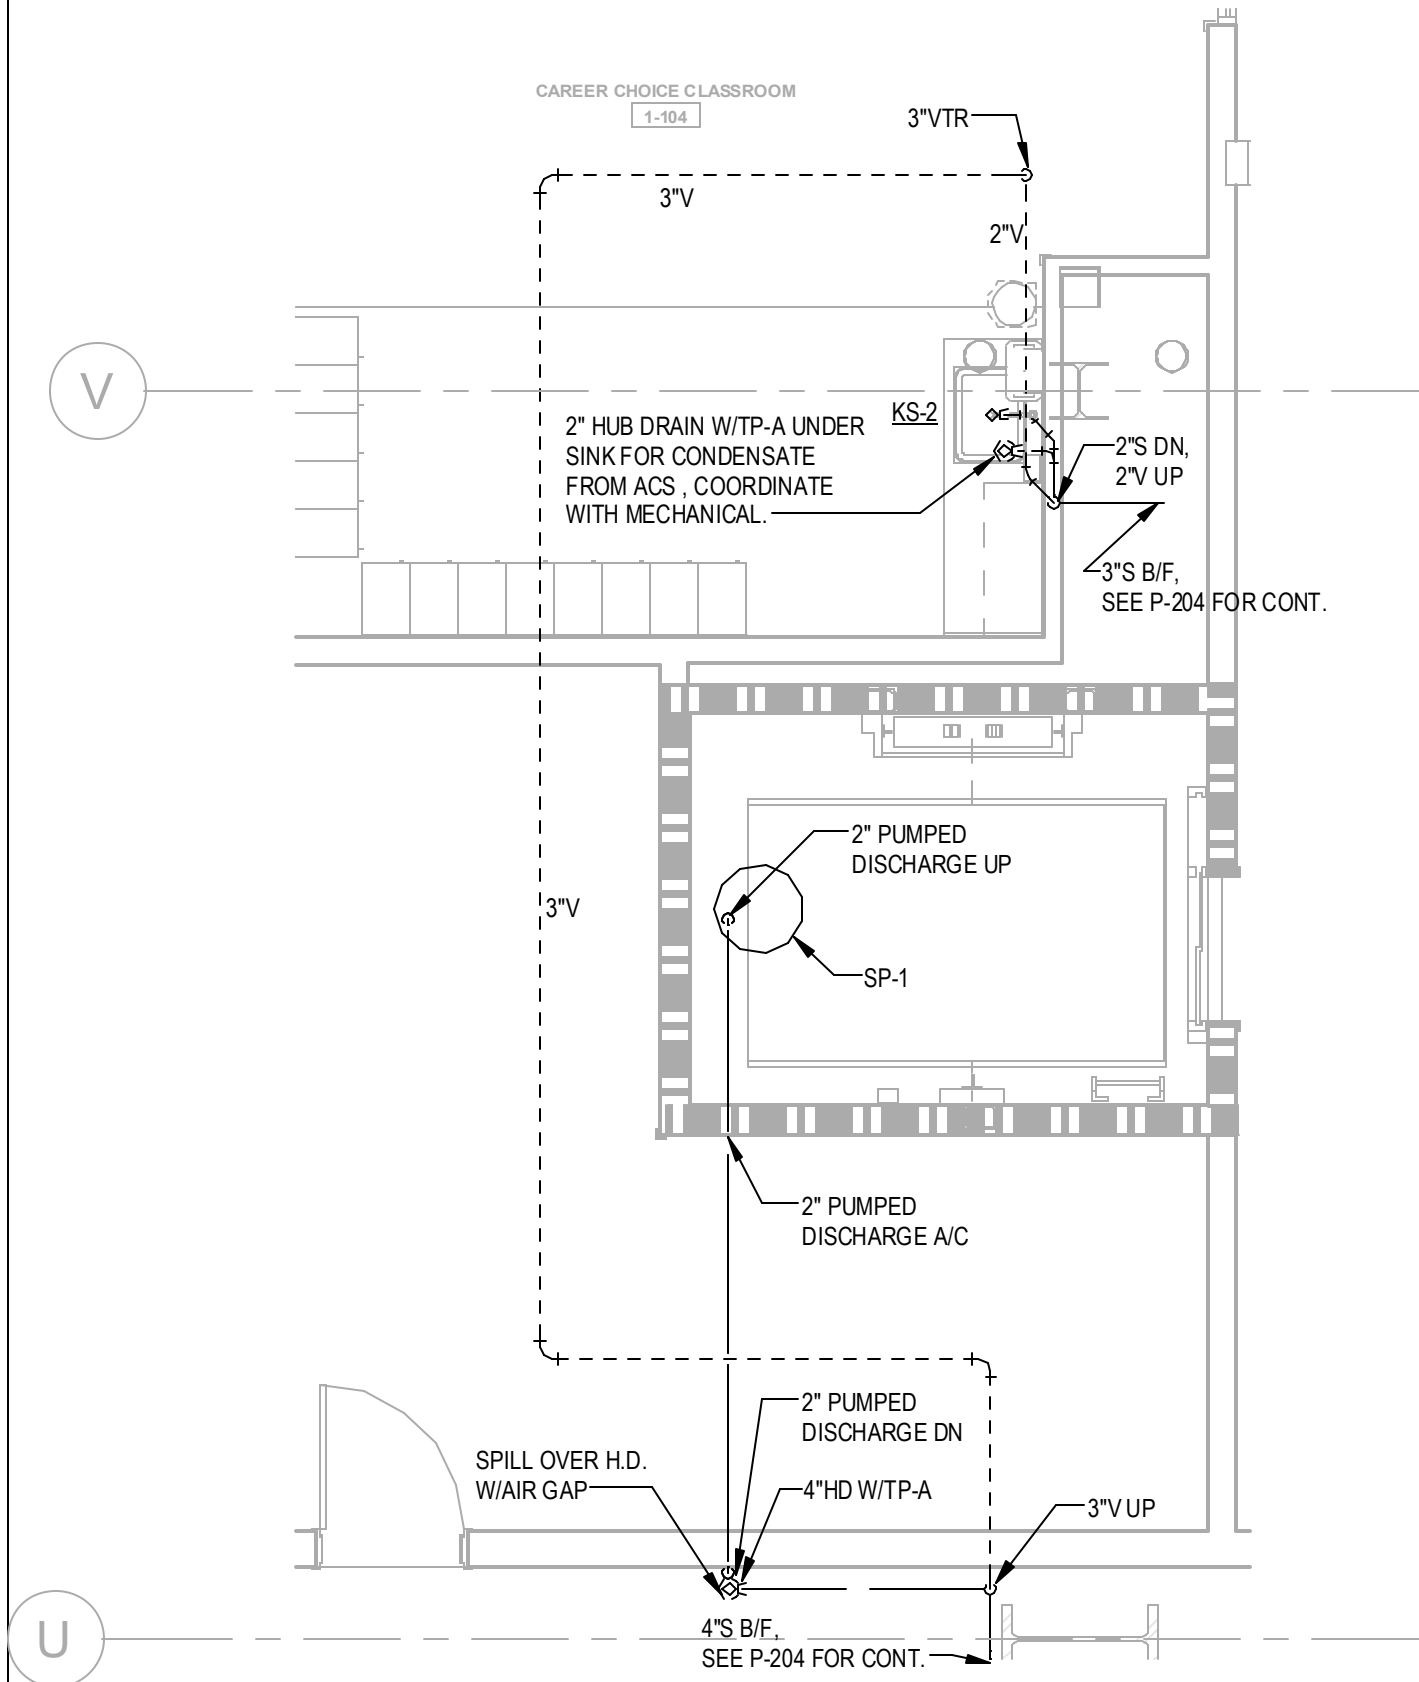 CAREER CHOICE CLASSROOM
1-104
3"VTR
3"V
2"V
V
KS-2
2" HUB DRAIN W/TP-A UNDER
SINK FOR CONDENSATE
FROM ACS , COORDINATE
WITH MECHANICAL.
2"S DN,
2"V UP
3"S B/F,
SEE P-204 FOR CONT.
2" PUMPED
DISCHARGE UP
3"V
SP-1
2" PUMPED
DISCHARGE A/C
2" PUMPED
DISCHARGE DN
SPILL OVER H.D.
W/AIR GAP
4"HD W/TP-A
3"V UP
U
4"S B/F,
SEE P-204 FOR CONT.